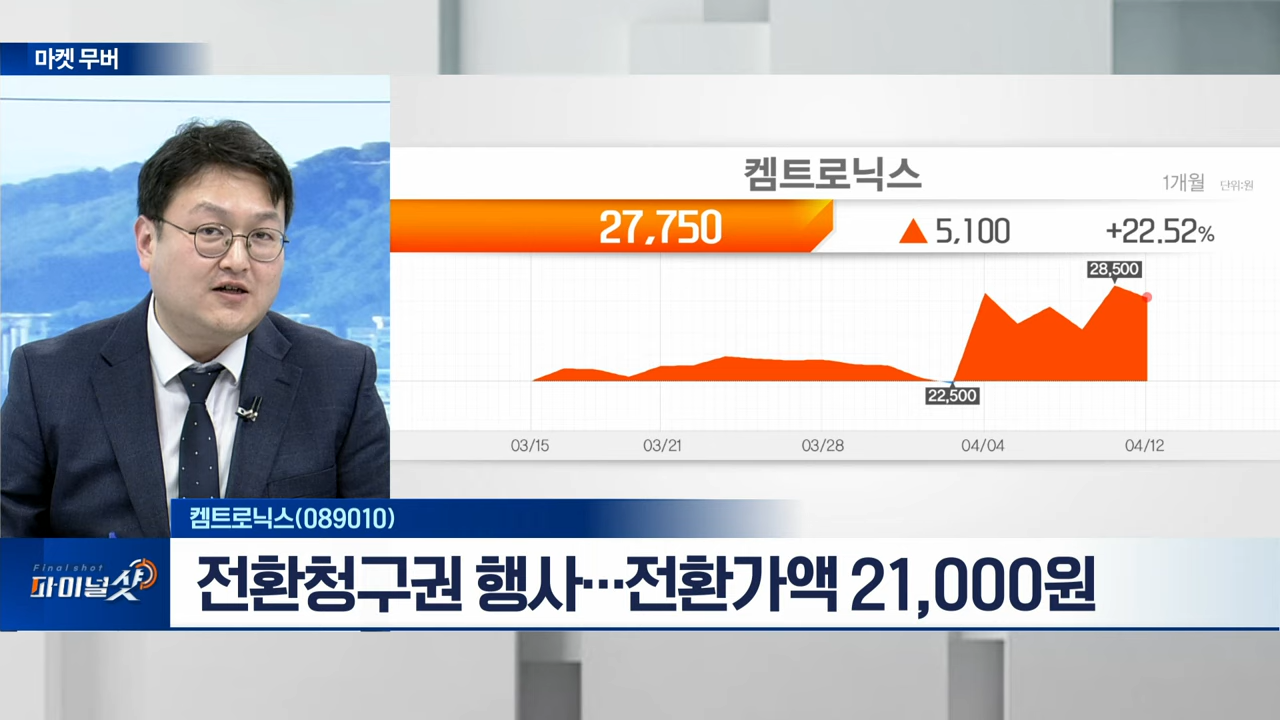 마켓 무버
켐트로닉스
1개월 단위:원
27,750 ▲ 5,100 +22.52%
28,500
22,500
03/15 03/21 03/28 04/04 04/12
켐트로닉스(089010)
Final shot
파이널샷
전환청구권 행사…전환가액 21,000원